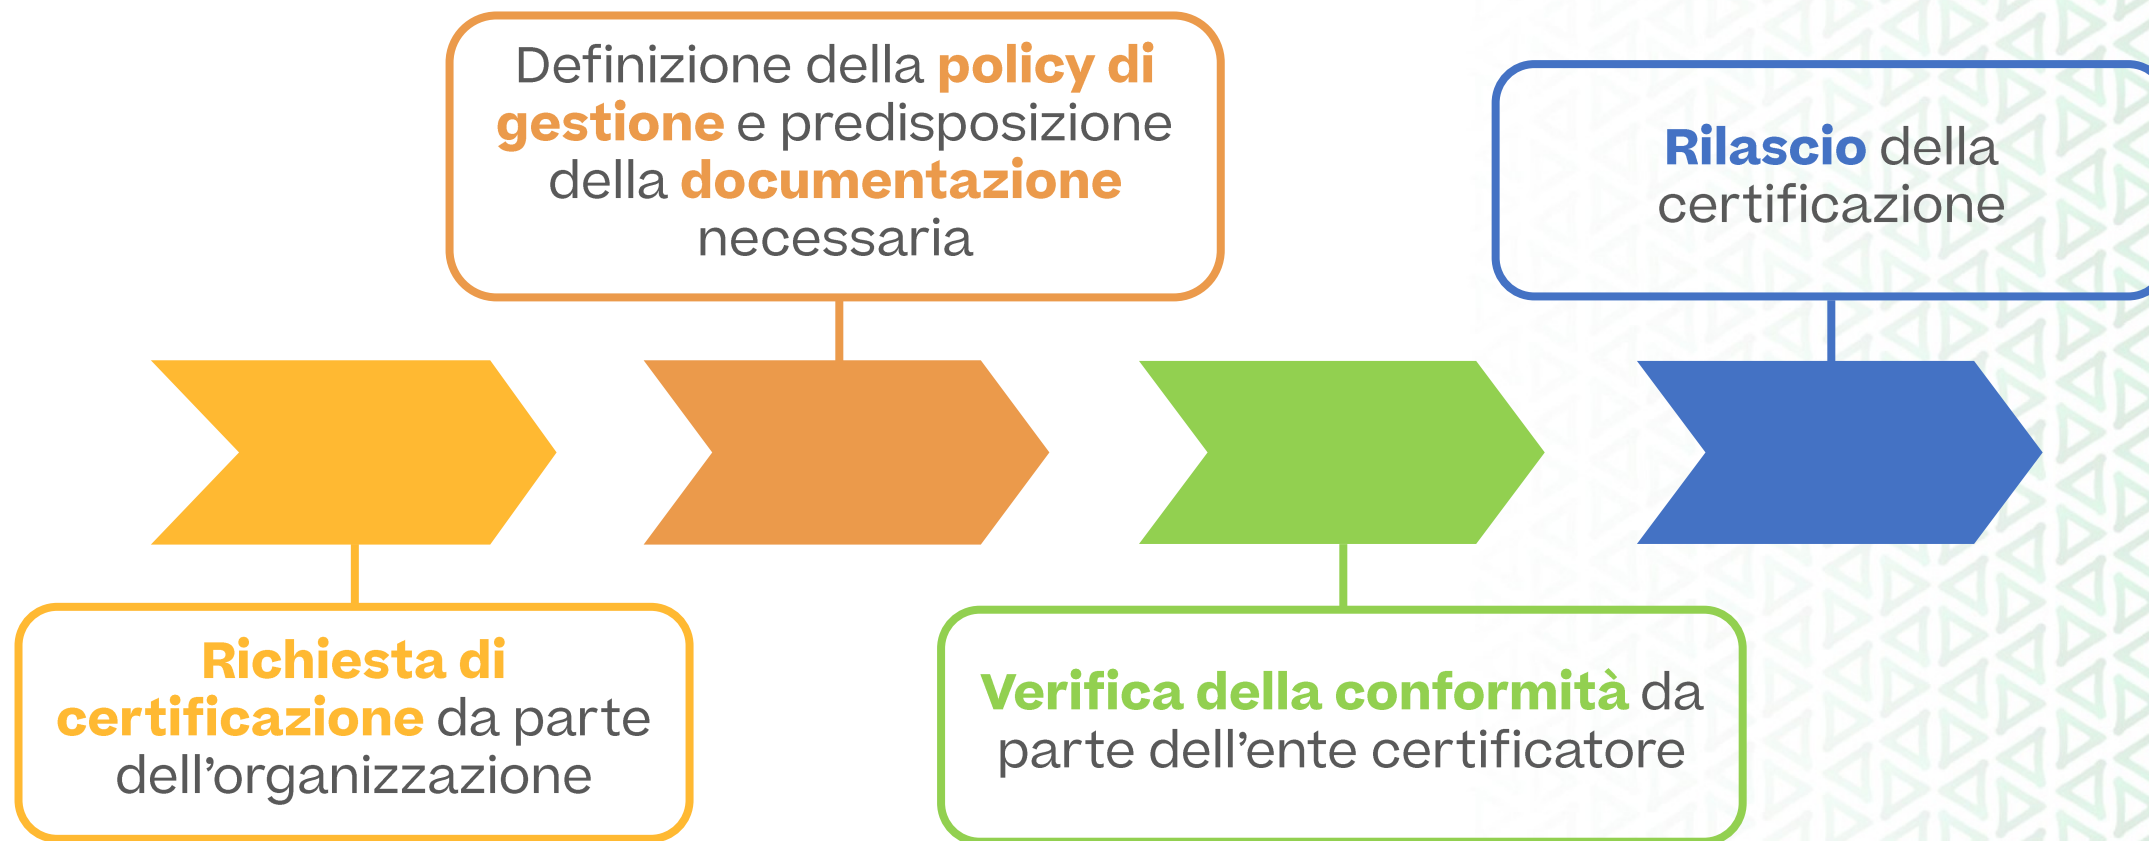 Definizione della policy di
gestione e predisposizione
della documentazione
necessaria
Rilascio della
certificazione
Richiesta di
certificazione da parte
dell’organizzazione
Verifica della conformità da
parte dell’ente certificatore